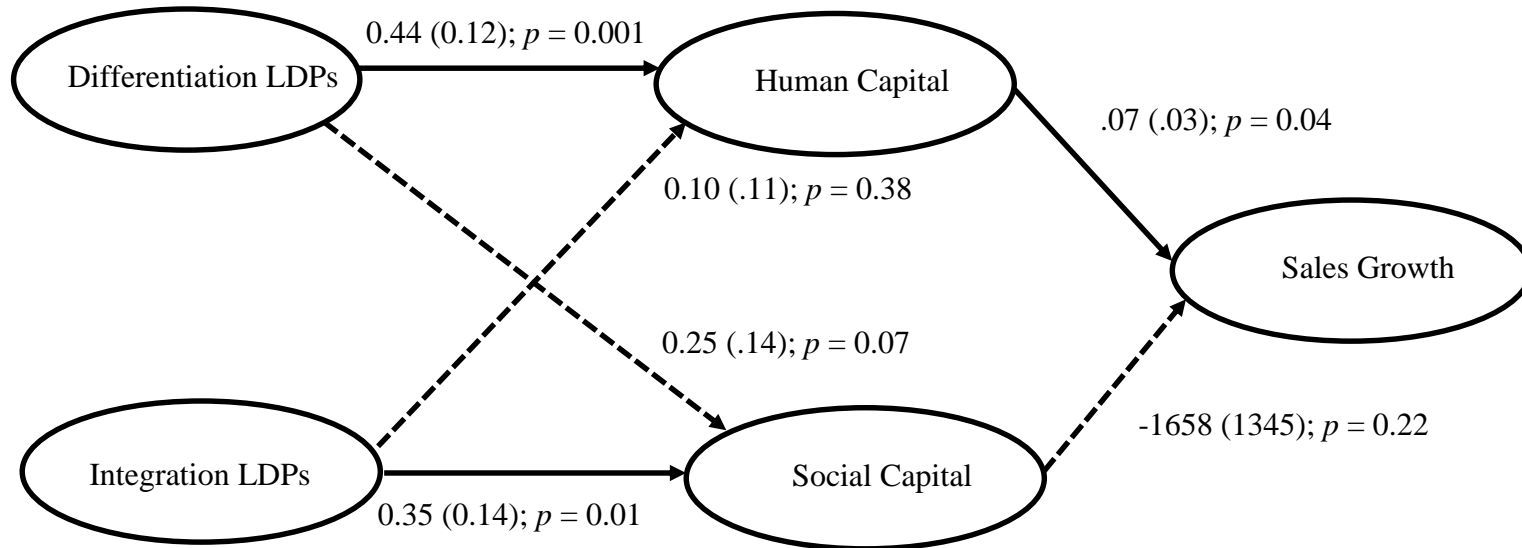 0.44 (0.12); p = 0.001
Differentiation LDPs
Human Capital
.07 (.03); p = 0.04
0.10 (.11); p = 0.38
Sales Growth
0.25 (.14); p = 0.07
-1658 (1345); p = 0.22
Integration LDPs
Social Capital
0.35 (0.14); p = 0.01